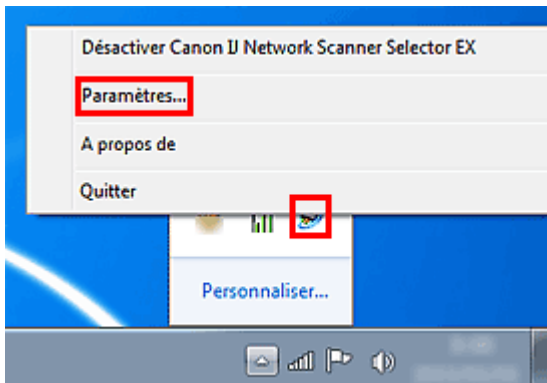 Désactiver Canon IJ Network Scanner Selector EX
Paramètres...
A propos de
Quitter
Personnaliser...